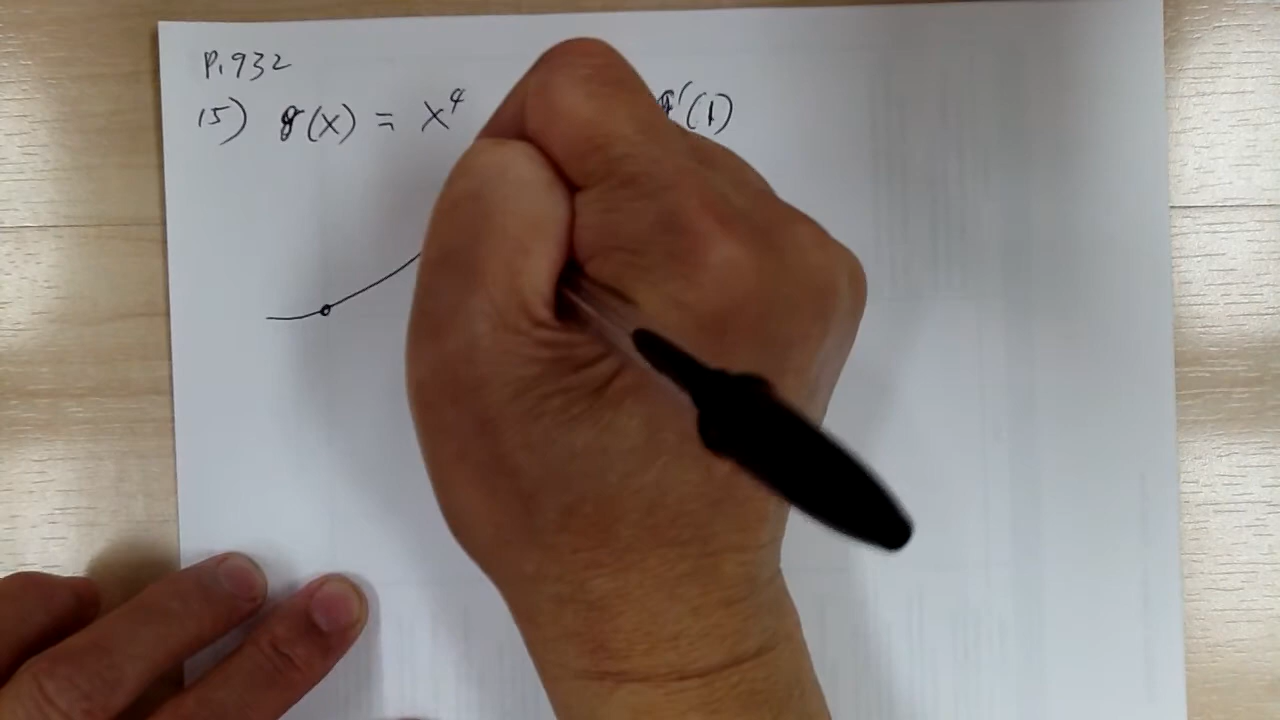 P.932
15) g(x) = x⁴ g'(1)